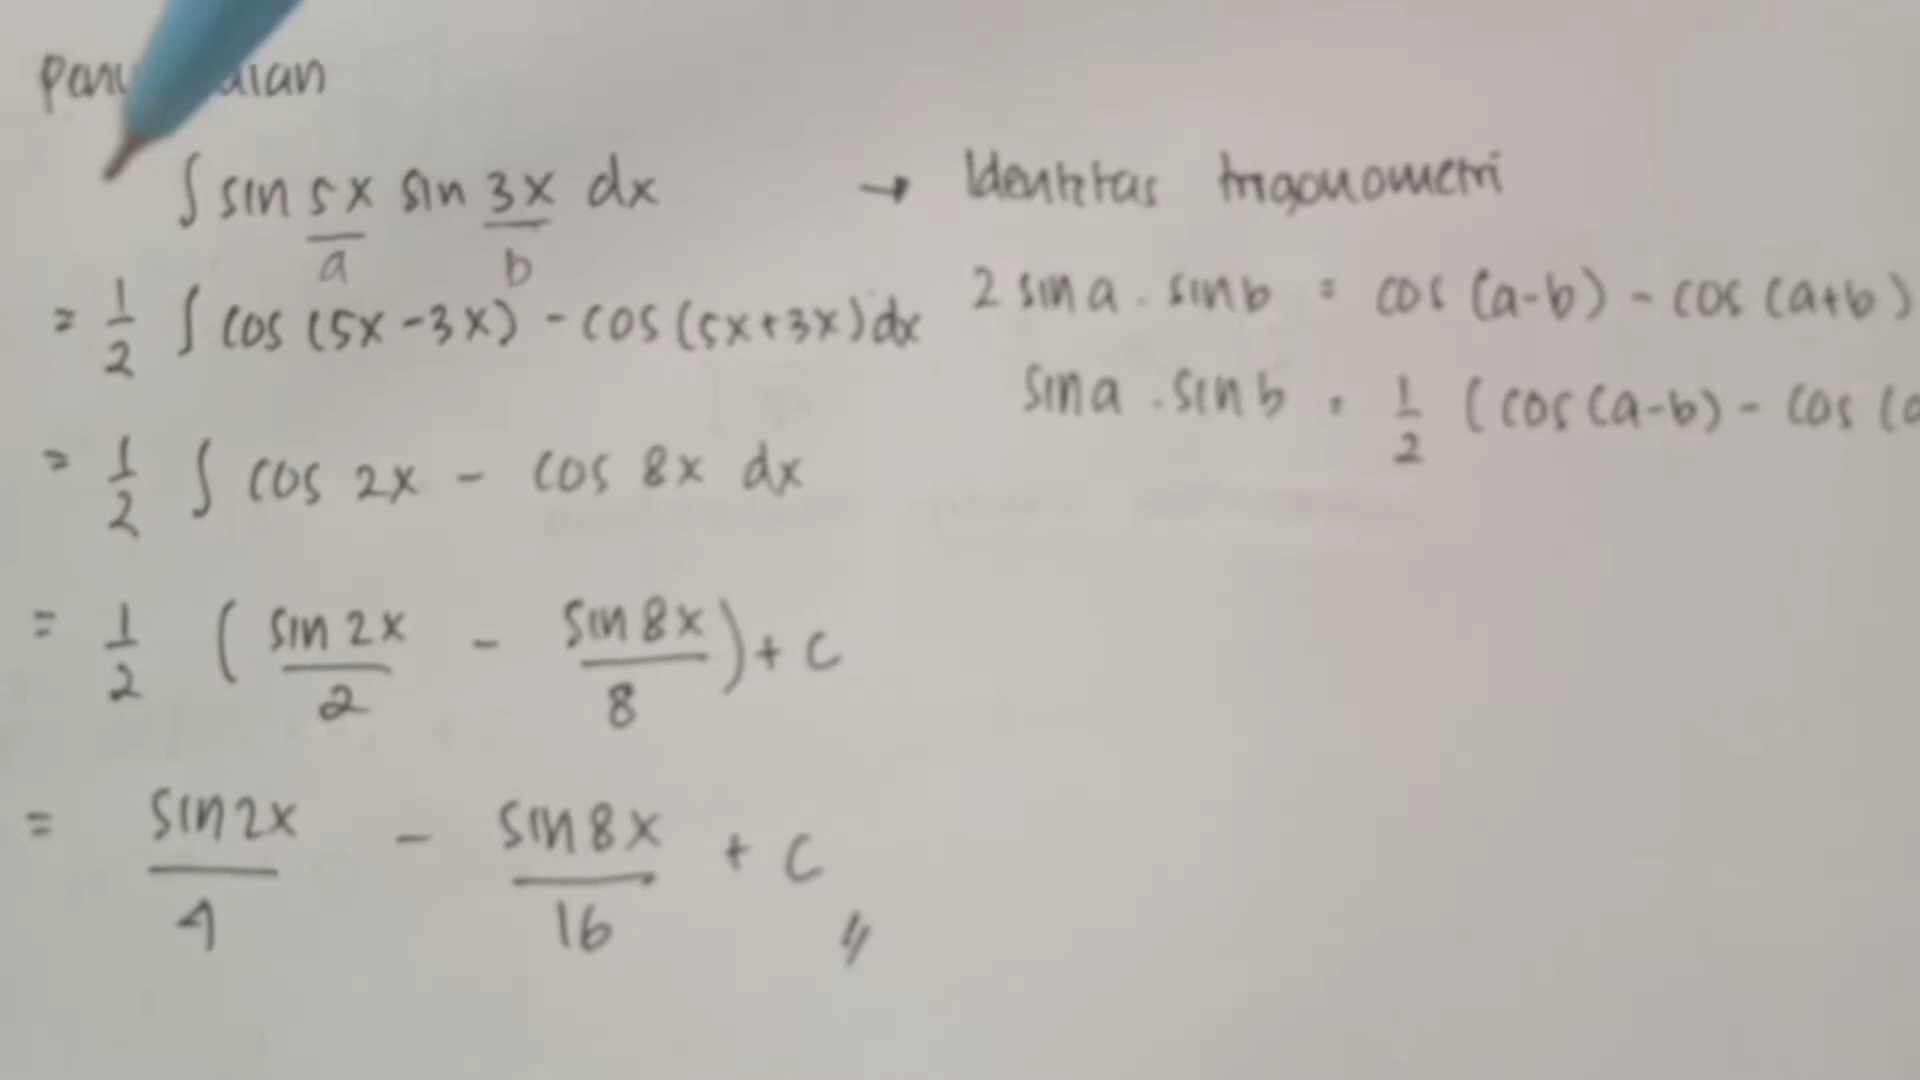 ∫ sin 5x sin 3x dx → Identitas trigonometri
a b
= 1/2 ∫ cos (5x - 3x) - cos (5x + 3x) dx
2 sin a . sin b = cos (a-b) - cos (a+b)
sin a . sin b = 1/2 (cos (a-b) - cos (
= 1/2 ∫ cos 2x - cos 8x dx
= 1/2 ( sin 2x / 2 - sin 8x / 8 ) + C
= sin 2x / 4 - sin 8x / 16 + C //